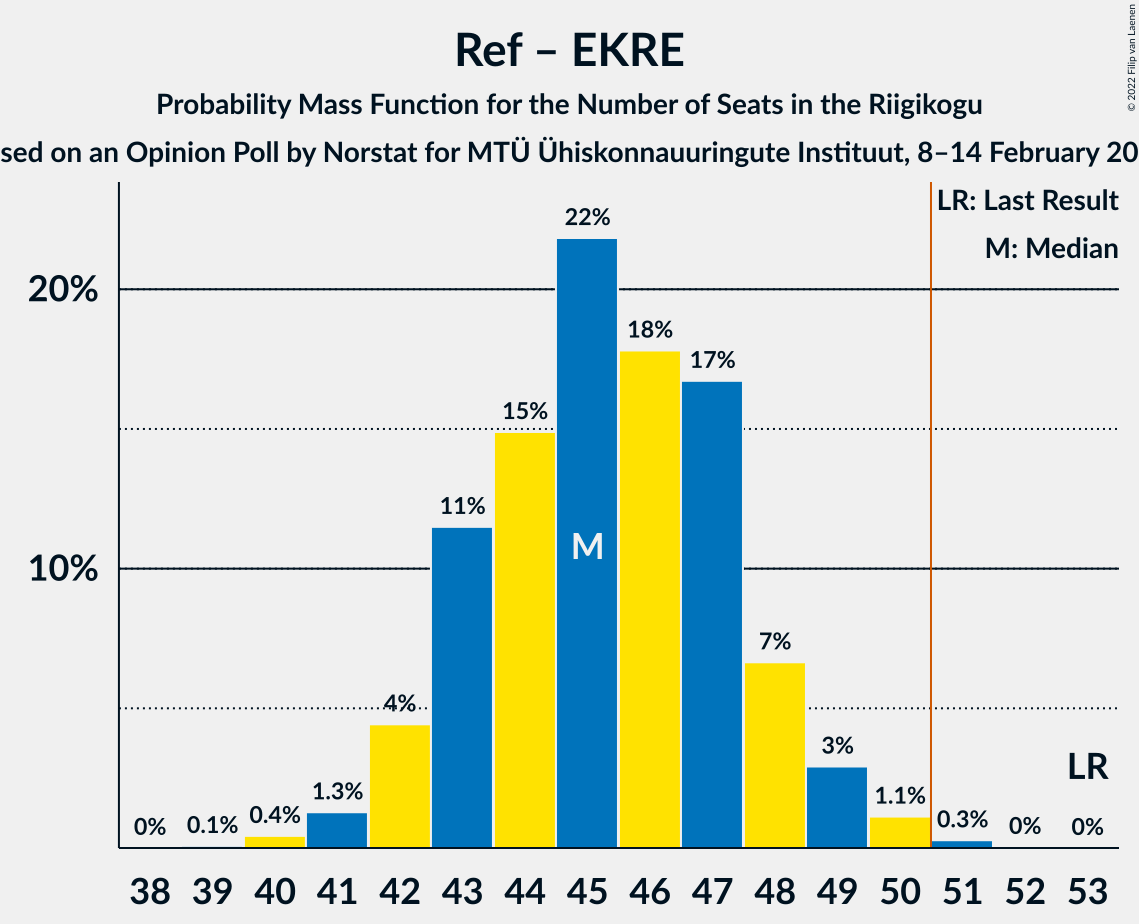 Ref – EKRE
Probability Mass Function for the Number of Seats in the Riigikogu
sed on an Opinion Poll by Norstat for MTÜ Ühiskonnauuringute Instituut, 8–14 February 20
© 2022 Filip van Laenen
LR: Last Result
M: Median
20%
10%
0%
0.1%
0.4%
1.3%
4%
11%
15%
22%
18%
17%
7%
3%
1.1%
0.3%
0%
0%
M
LR
38 39 40 41 42 43 44 45 46 47 48 49 50 51 52 53